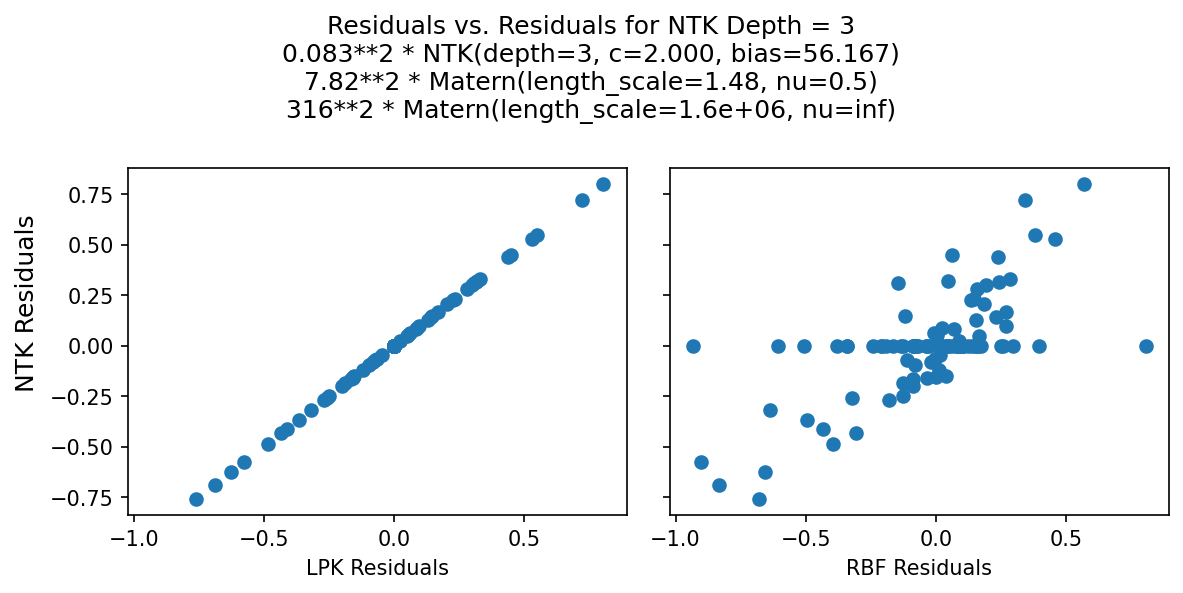 Residuals vs. Residuals for NTK Depth = 3
0.083**2 * NTK(depth=3, c=2.000, bias=56.167)
7.82**2 * Matern(length_scale=1.48, nu=0.5)
316**2 * Matern(length_scale=1.6e+06, nu=inf)
NTK Residuals
0.75
0.50
0.25
0.00
−0.25
−0.50
−0.75
−1.0 −0.5 0.0 0.5
LPK Residuals
−1.0 −0.5 0.0 0.5
RBF Residuals